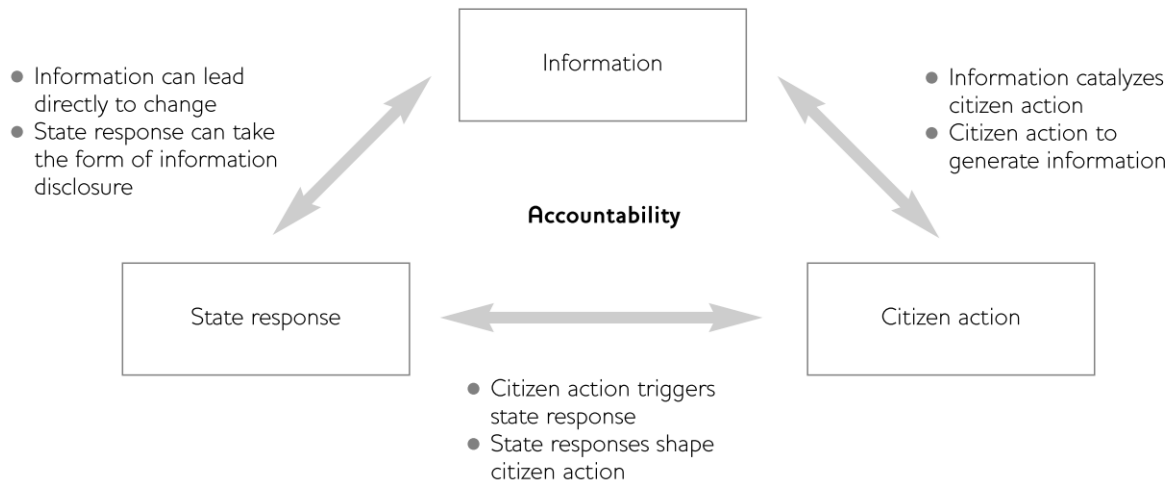 Information
● Information can lead
directly to change
● State response can take
the form of information
disclosure
● Information catalyzes
citizen action
● Citizen action to
generate information
Accountability
State response
Citizen action
● Citizen action triggers
state response
● State responses shape
citizen action